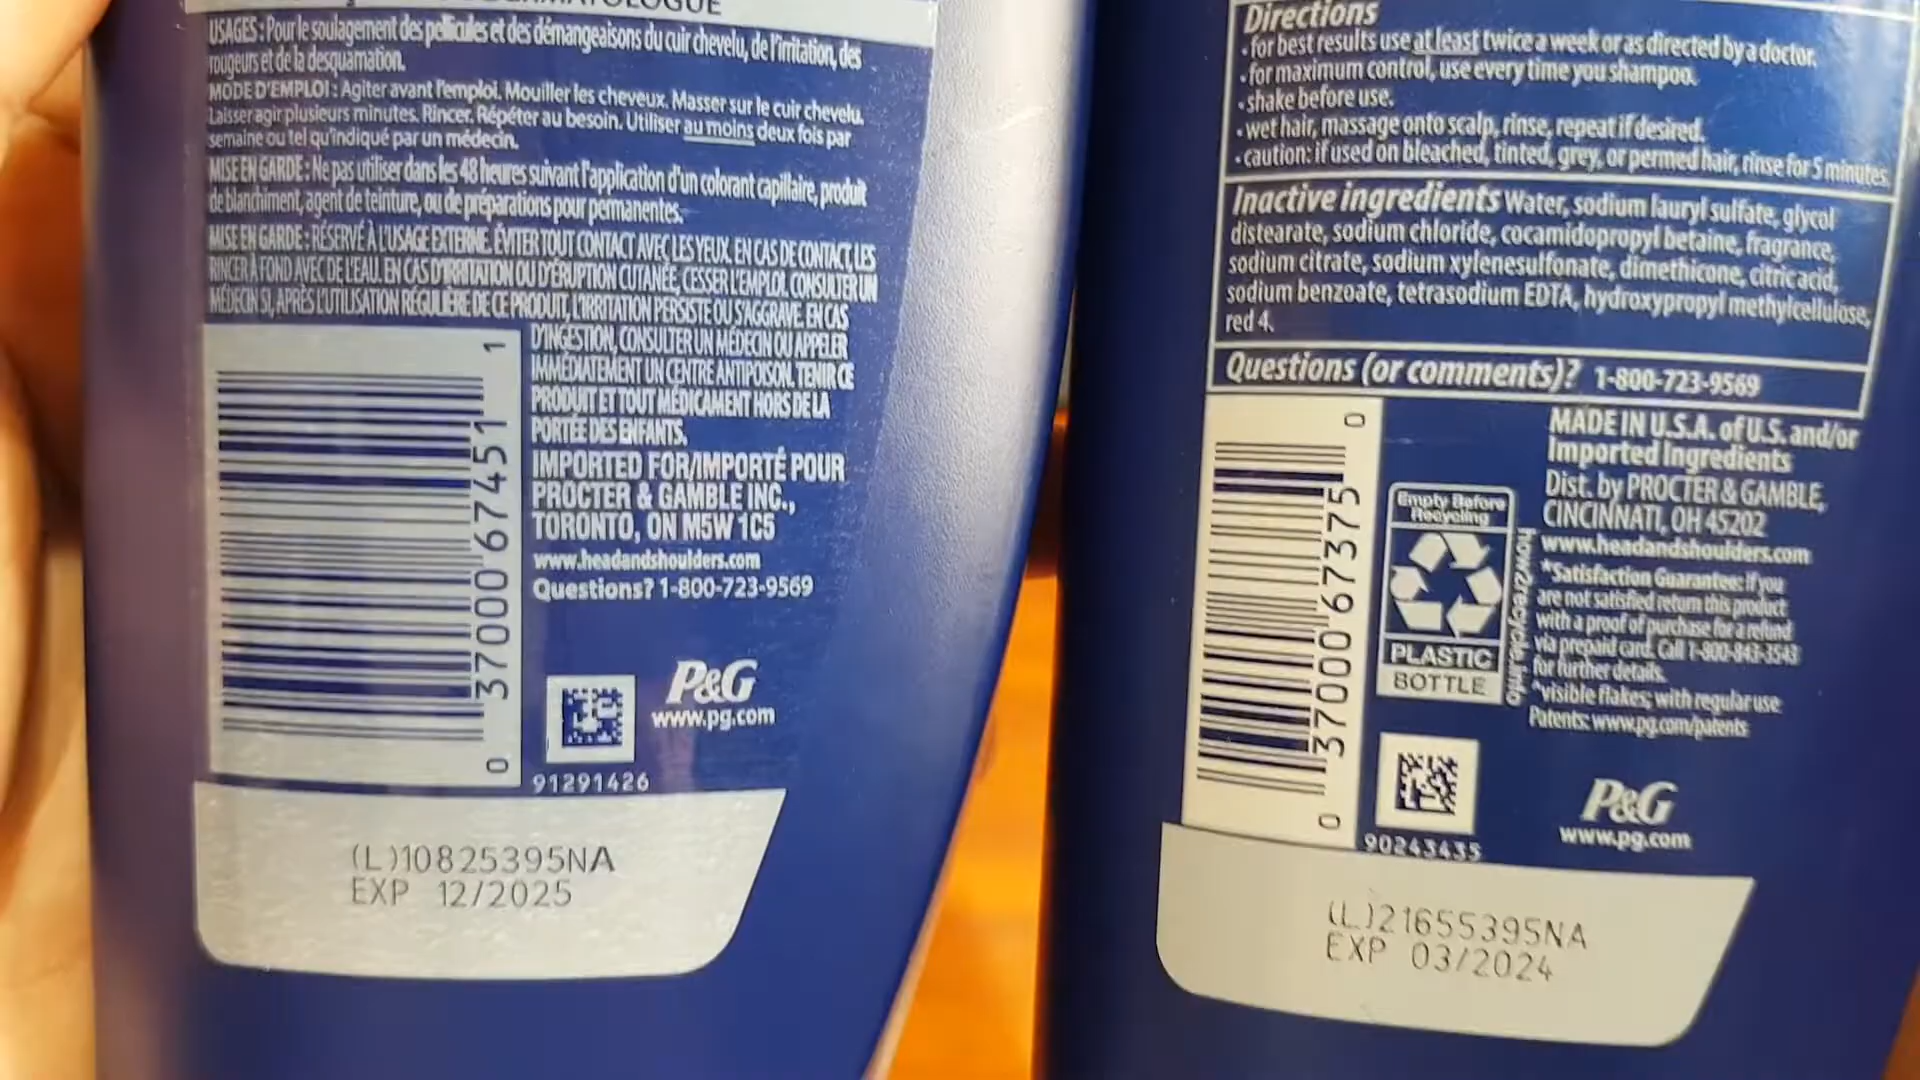 DERMATOLOGUE
USAGES : Pour le soulagement des pellicules et des démangeaisons du cuir chevelu, de l'irritation, des
rougeurs et de la desquamation.
MODE D'EMPLOI : Agiter avant l'emploi. Mouiller les cheveux. Masser sur le cuir chevelu.
Laisser agir plusieurs minutes. Rincer. Répéter au besoin. Utiliser au moins deux fois par
semaine ou tel qu'indiqué par un médecin.
MISE EN GARDE : Ne pas utiliser dans les 48 heures suivant l'application d'un colorant capillaire, produit
de blanchiment, agent de teinture, ou de préparations pour permanentes.
MISE EN GARDE : RÉSERVÉ À L'USAGE EXTERNE. ÉVITER TOUT CONTACT AVEC LES YEUX. EN CAS DE CONTACT, LES
RINCER À FOND AVEC DE L'EAU. EN CAS D'IRRITATION OU D'ÉRUPTION CUTANÉE, CESSER L'EMPLOI. CONSULTER UN
MÉDECIN SI, APRÈS L'UTILISATION RÉGULIÈRE DE CE PRODUIT, L'IRRITATION PERSISTE OU S'AGGRAVE. EN CAS
D'INGESTION, CONSULTER UN MÉDECIN OU APPELER
IMMÉDIATEMENT UN CENTRE ANTIPOISON. TENIR CE
PRODUIT ET TOUT MÉDICAMENT HORS DE LA
PORTÉE DES ENFANTS.
IMPORTED FOR/IMPORTÉ POUR
PROCTER & GAMBLE INC.,
TORONTO, ON M5W 1C5
www.headandshoulders.com
Questions? 1-800-723-9569
0 37000 67451 1
P&G
www.pg.com
91291426
(L)10825395NA
EXP 12/2025
Directions
• for best results use at least twice a week or as directed by a doctor.
• for maximum control, use every time you shampoo.
• shake before use.
• wet hair, massage onto scalp, rinse, repeat if desired.
• caution: if used on bleached, tinted, grey, or permed hair, rinse for 5 minutes.
Inactive ingredients Water, sodium lauryl sulfate, glycol
distearate, sodium chloride, cocamidopropyl betaine, fragrance,
sodium citrate, sodium xylenesulfonate, dimethicone, citric acid,
sodium benzoate, tetrasodium EDTA, hydroxypropyl methylcellulose,
red 4.
Questions (or comments)? 1-800-723-9569
0 37000 67375 0
Empty Before
Recycling
PLASTIC
BOTTLE
how2recycle.info
MADE IN U.S.A. of U.S. and/or
Imported Ingredients
Dist. by PROCTER & GAMBLE,
CINCINNATI, OH 45202
www.headandshoulders.com
*Satisfaction Guarantee: If you
are not satisfied return this product
with a proof of purchase for a refund
via prepaid card. Call 1-800-843-3543
for further details.
^visible flakes; with regular use
Patents: www.pg.com/patents
P&G
www.pg.com
90243435
(L)21655395NA
EXP 03/2024